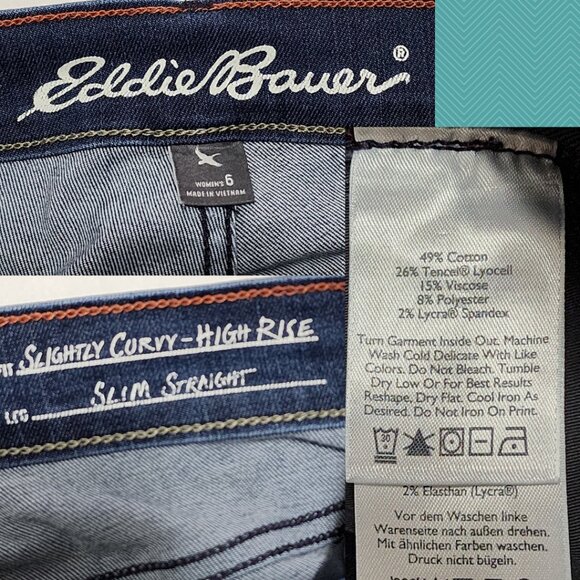 Eddie Bauer®
WOMEN'S 6
MADE IN VIETNAM
SLIGHTLY CURVY-HIGH RISE
LEG SLIM STRAIGHT
49% Cotton
26% Tencel® Lyocell
15% Viscose
8% Polyester
2% Lycra® Spandex
Turn Garment Inside Out. Machine
Wash Cold Delicate With Like
Colors. Do Not Bleach. Tumble
Dry Low Or For Best Results
Reshape, Dry Flat. Cool Iron As
Desired. Do Not Iron On Print.
30
2% Elasthan (Lycra®)
Vor dem Waschen linke
Warenseite nach außen drehen.
Mit ähnlichen Farben waschen.
Druck nicht bügeln.